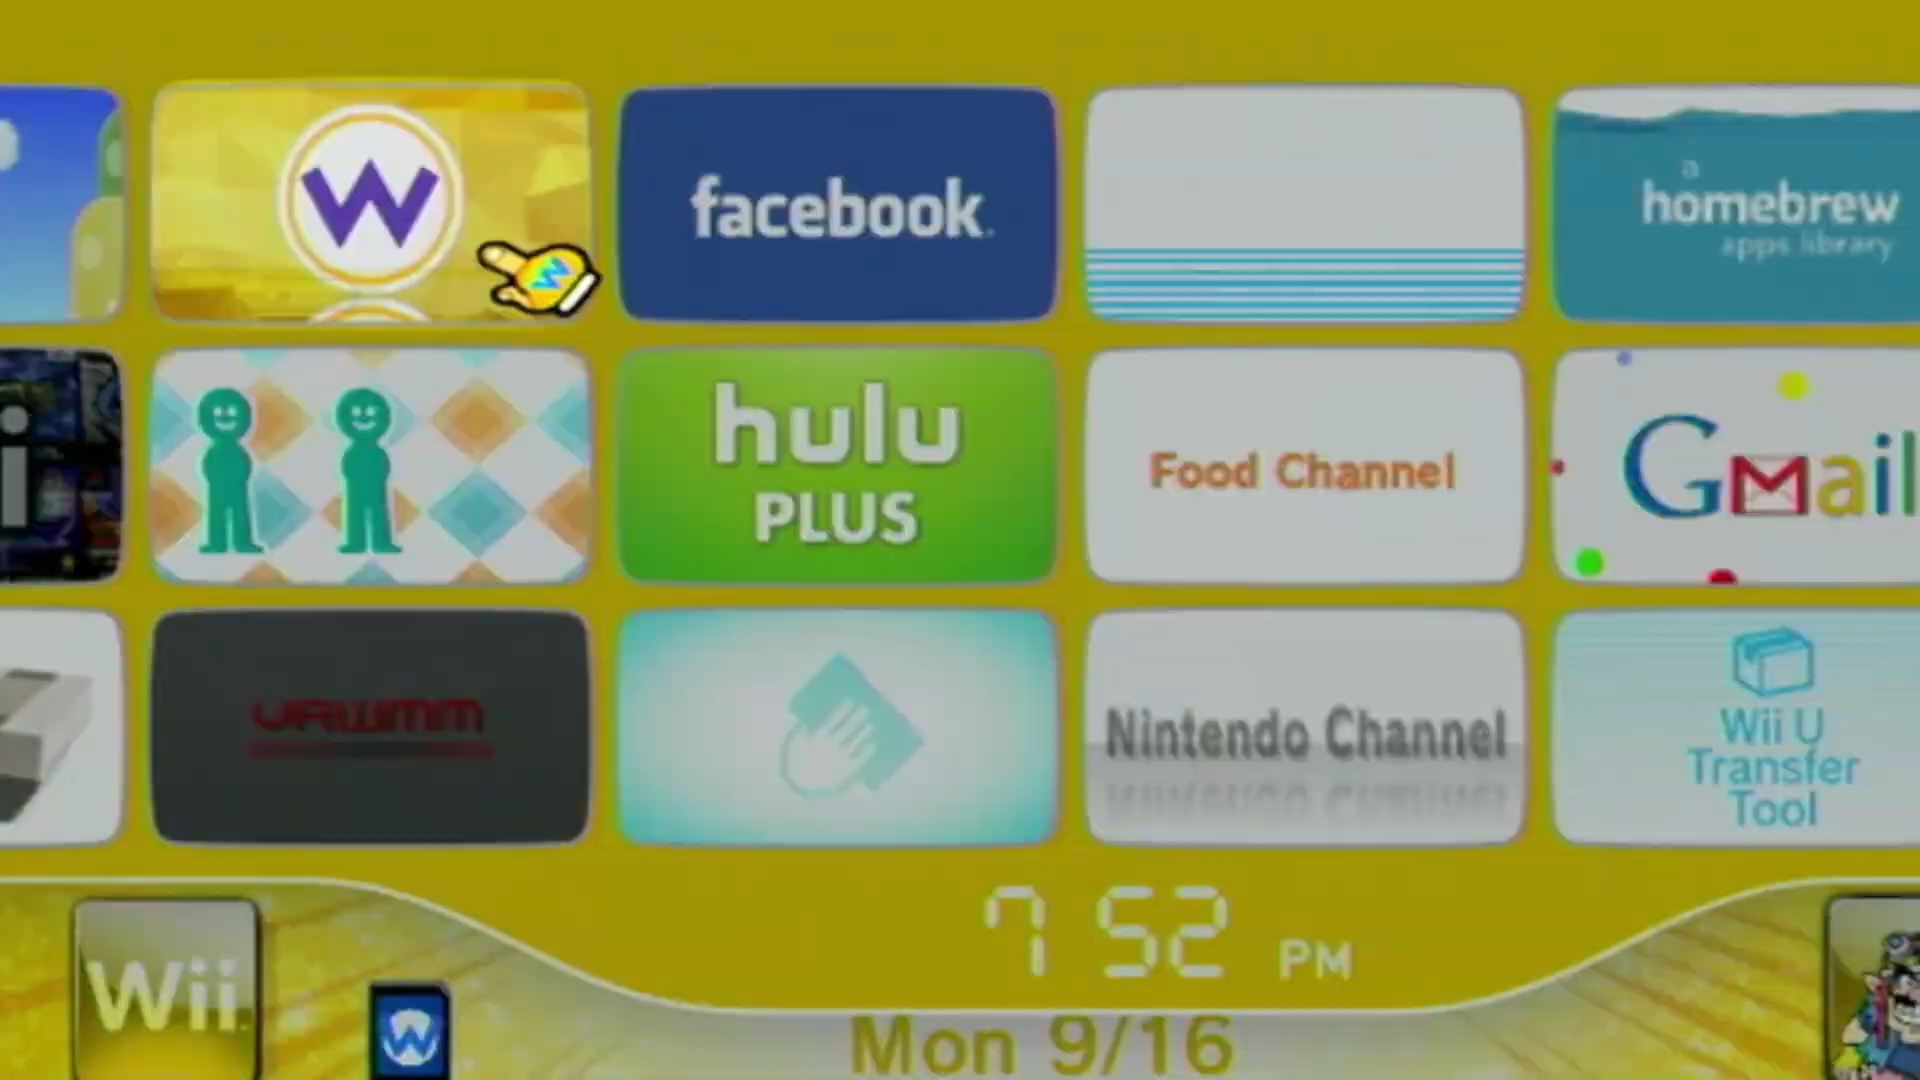 W
facebook.
a
homebrew
apps library
i
hulu
PLUS
Food Channel
Gmail
Nintendo Channel
Wii U
Transfer
Tool
7 52 PM
Wii
W
Mon 9/16